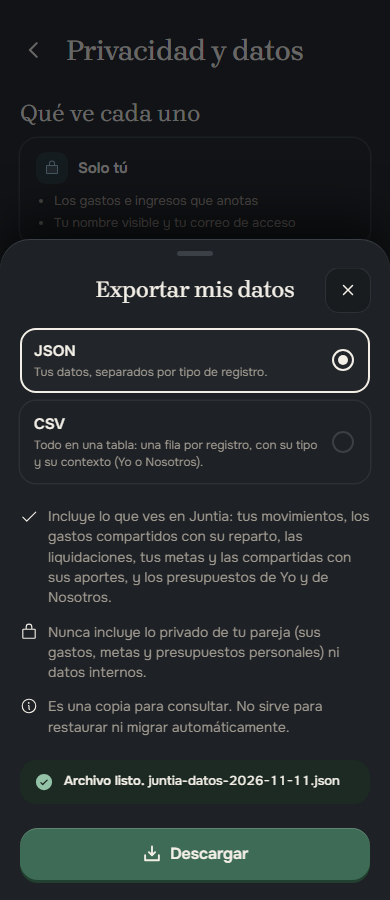 Privacidad y datos
Qué ve cada uno
Solo tú
• Los gastos e ingresos que anotas
• Tu nombre visible y tu correo de acceso
Exportar mis datos
JSON
Tus datos, separados por tipo de registro.
CSV
Todo en una tabla: una fila por registro, con su tipo
y su contexto (Yo o Nosotros).
Incluye lo que ves en Juntia: tus movimientos, los
gastos compartidos con su reparto, las
liquidaciones, tus metas y las compartidas con
sus aportes, y los presupuestos de Yo y de
Nosotros.
Nunca incluye lo privado de tu pareja (sus
gastos, metas y presupuestos personales) ni
datos internos.
Es una copia para consultar. No sirve para
restaurar ni migrar automáticamente.
Archivo listo. juntia-datos-2026-11-11.json
Descargar